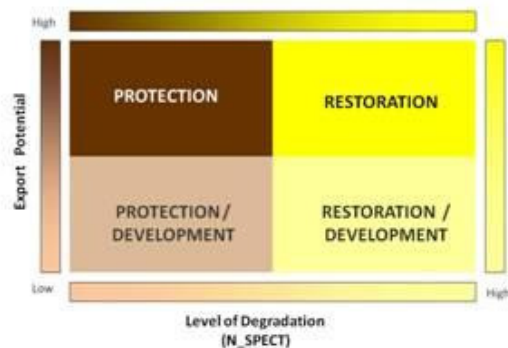 High
PROTECTION
RESTORATION
Export Potential
PROTECTION /
DEVELOPMENT
RESTORATION /
DEVELOPMENT
Low
High
Level of Degradation
(N_SPECT)